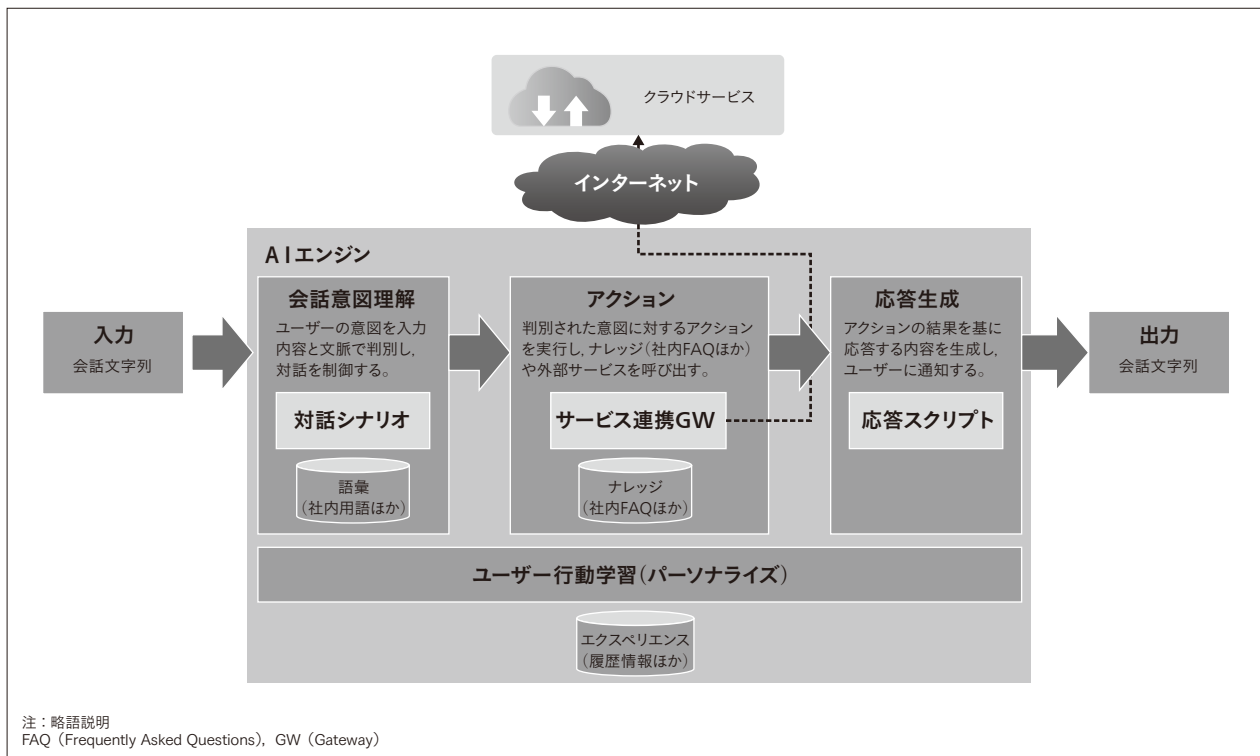 クラウドサービス
インターネット
AIエンジン
入力
会話文字列
会話意図理解
ユーザーの意図を入力
内容と文脈で判別し,
対話を制御する。
対話シナリオ
語彙
(社内用語ほか)
アクション
判別された意図に対するアクション
を実行し,ナレッジ(社内FAQほか)
や外部サービスを呼び出す。
サービス連携GW
ナレッジ
(社内FAQほか)
応答生成
アクションの結果を基に
応答する内容を生成し,
ユーザーに通知する。
応答スクリプト
出力
会話文字列
ユーザー行動学習(パーソナライズ)
エクスペリエンス
(履歴情報ほか)
注:略語説明
FAQ(Frequently Asked Questions),GW(Gateway)